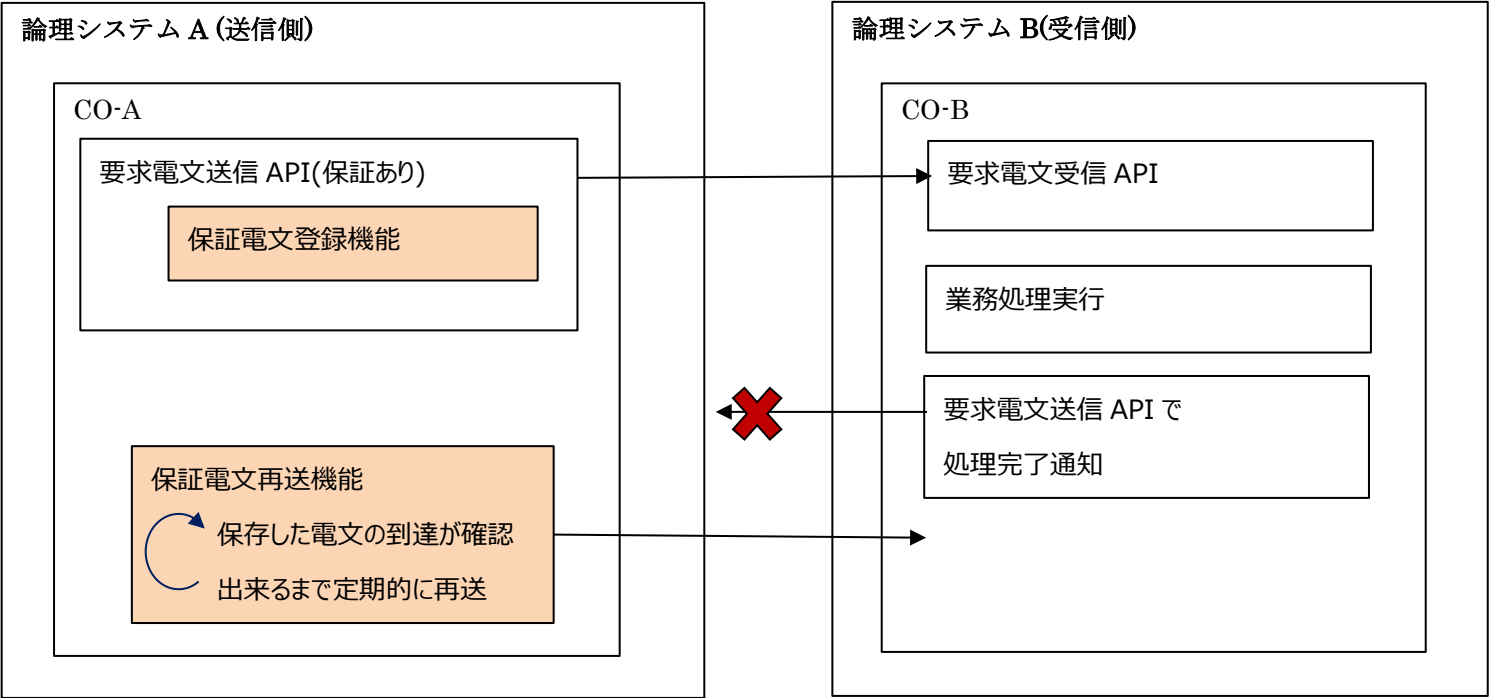 論理システム A (送信側)
CO-A
要求電文送信 API(保証あり)
保証電文登録機能
保証電文再送機能
保存した電文の到達が確認
出来るまで定期的に再送
論理システム B(受信側)
CO-B
要求電文受信 API
業務処理実行
要求電文送信 API で
処理完了通知